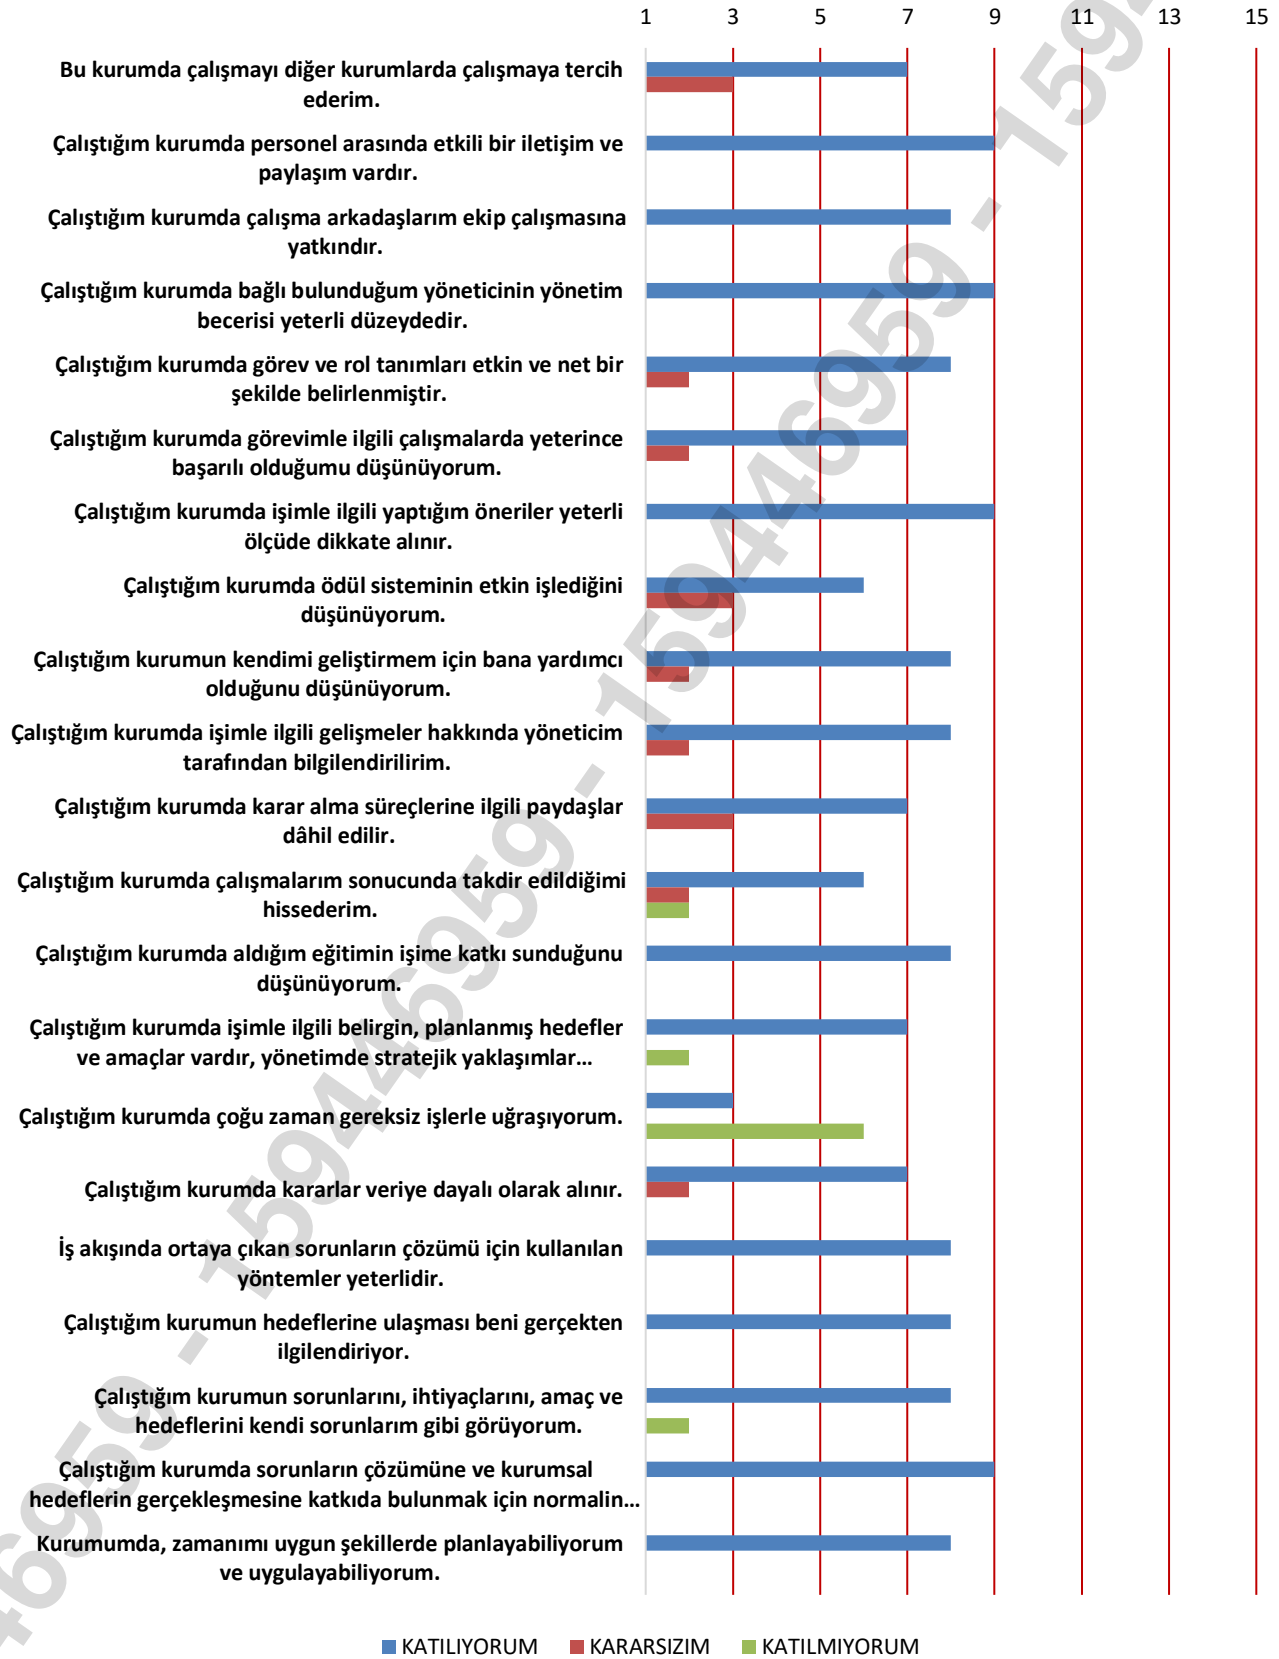 1 3 5 7 9 11 13 15
Bu kurumda çalışmayı diğer kurumlarda çalışmaya tercih
ederim.
Çalıştığım kurumda personel arasında etkili bir iletişim ve
paylaşım vardır.
Çalıştığım kurumda çalışma arkadaşlarım ekip çalışmasına
yatkındır.
Çalıştığım kurumda bağlı bulunduğum yöneticinin yönetim
becerisi yeterli düzeydedir.
Çalıştığım kurumda görev ve rol tanımları etkin ve net bir
şekilde belirlenmiştir.
Çalıştığım kurumda görevimle ilgili çalışmalarda yeterince
başarılı olduğumu düşünüyorum.
Çalıştığım kurumda işimle ilgili yaptığım öneriler yeterli
ölçüde dikkate alınır.
Çalıştığım kurumda ödül sisteminin etkin işlediğini
düşünüyorum.
Çalıştığım kurumun kendimi geliştirmem için bana yardımcı
olduğunu düşünüyorum.
Çalıştığım kurumda işimle ilgili gelişmeler hakkında yöneticim
tarafından bilgilendirilirim.
Çalıştığım kurumda karar alma süreçlerine ilgili paydaşlar
dâhil edilir.
Çalıştığım kurumda çalışmalarım sonucunda takdir edildiğimi
hissederim.
Çalıştığım kurumda aldığım eğitimin işime katkı sunduğunu
düşünüyorum.
Çalıştığım kurumda işimle ilgili belirgin, planlanmış hedefler
ve amaçlar vardır, yönetimde stratejik yaklaşımlar…
Çalıştığım kurumda çoğu zaman gereksiz işlerle uğraşıyorum.
Çalıştığım kurumda kararlar veriye dayalı olarak alınır.
İş akışında ortaya çıkan sorunların çözümü için kullanılan
yöntemler yeterlidir.
Çalıştığım kurumun hedeflerine ulaşması beni gerçekten
ilgilendiriyor.
Çalıştığım kurumun sorunlarını, ihtiyaçlarını, amaç ve
hedeflerini kendi sorunlarım gibi görüyorum.
Çalıştığım kurumda sorunların çözümüne ve kurumsal
hedeflerin gerçekleşmesine katkıda bulunmak için normalin…
Kurumumda, zamanımı uygun şekillerde planlayabiliyorum
ve uygulayabiliyorum.
KATILIYORUM KARARSIZIM KATILMIYORUM
159446959 - 159446959 - 159446959